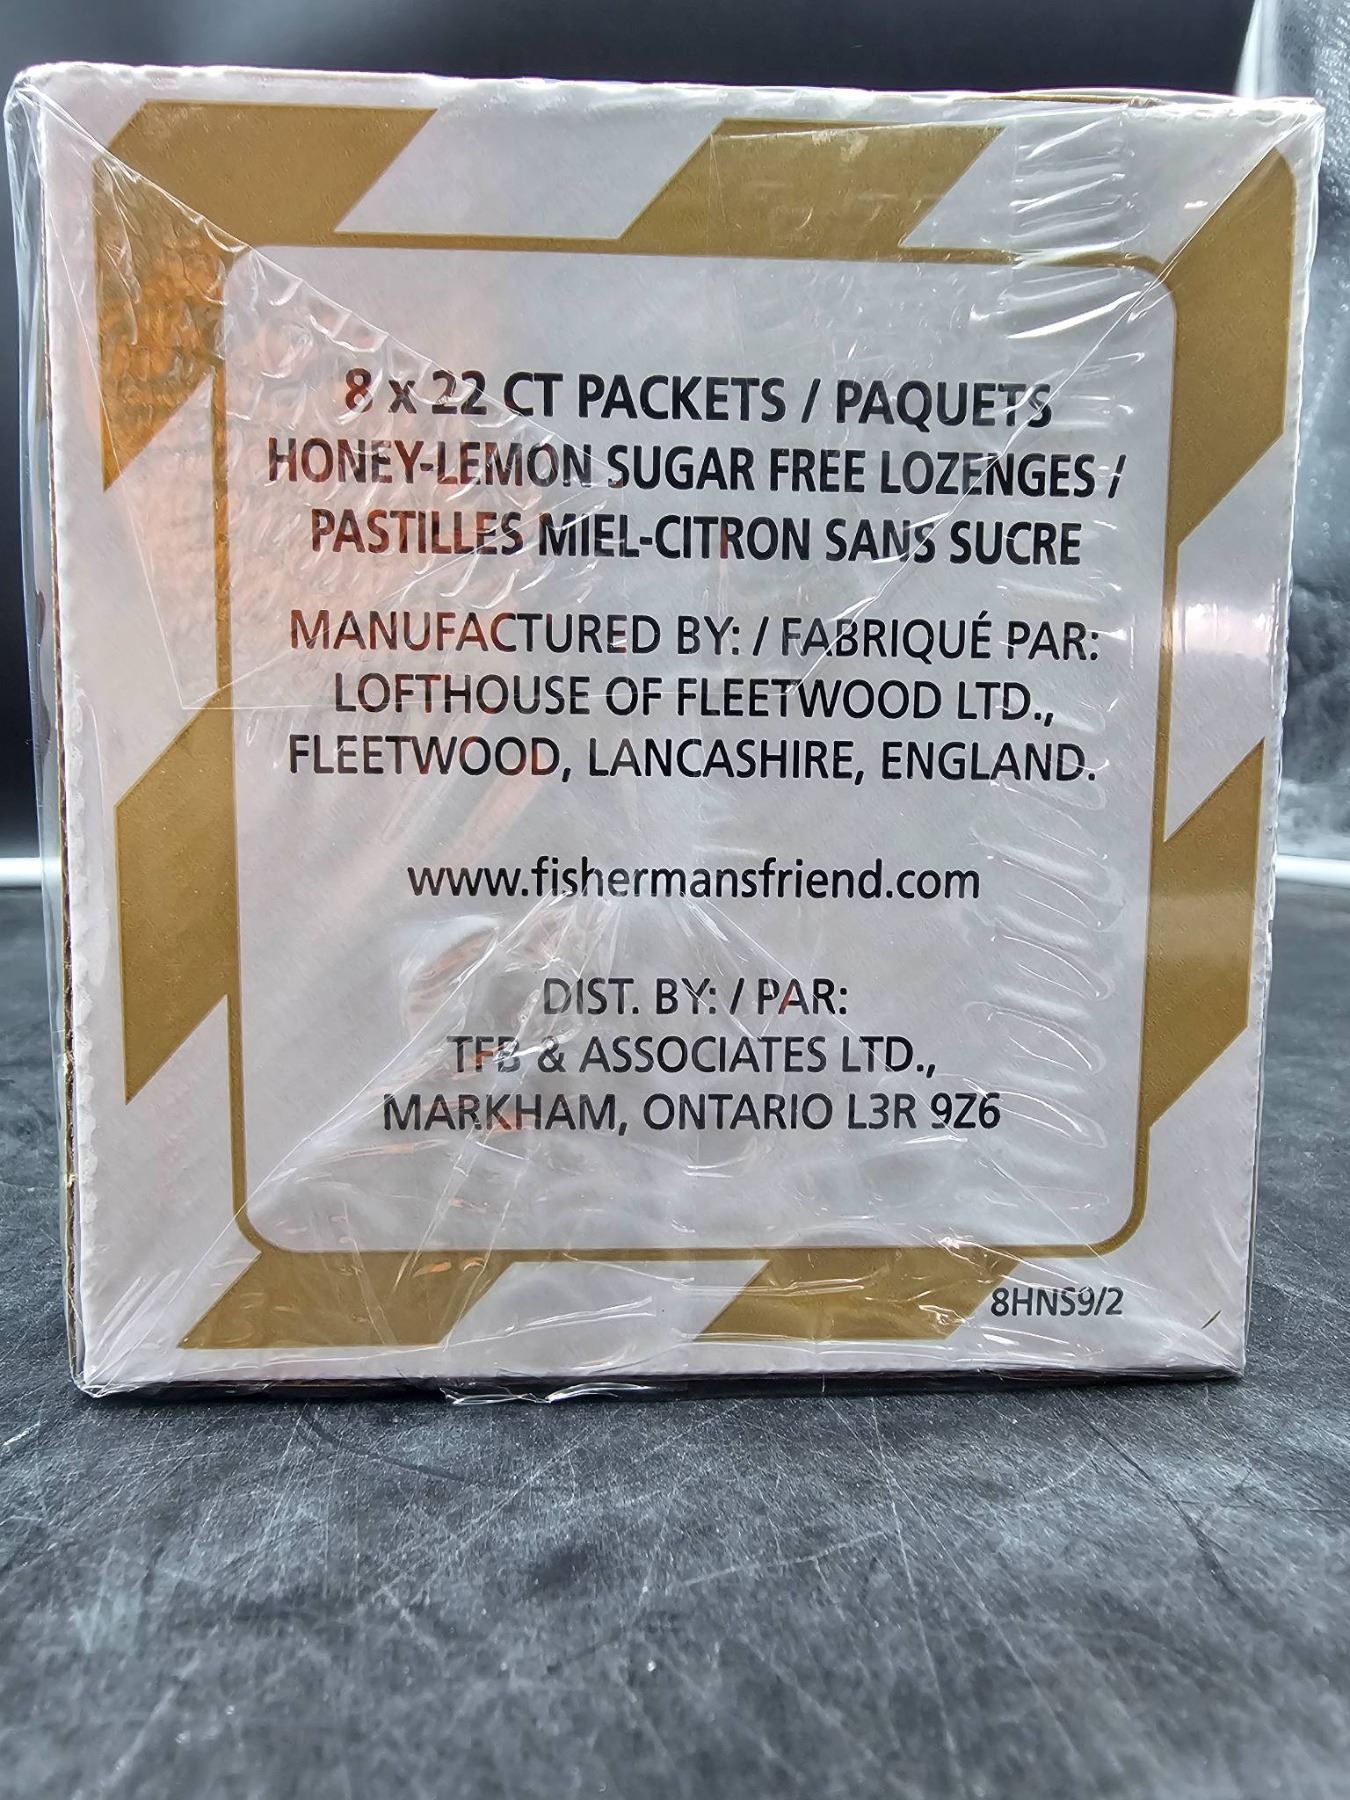 8 x 22 CT PACKETS / PAQUETS
HONEY-LEMON SUGAR FREE LOZENGES /
PASTILLES MIEL-CITRON SANS SUCRE
MANUFACTURED BY: / FABRIQUÉ PAR:
LOFTHOUSE OF FLEETWOOD LTD.,
FLEETWOOD, LANCASHIRE, ENGLAND.
www.fishermansfriend.com
DIST. BY: / PAR:
TFB & ASSOCIATES LTD.,
MARKHAM, ONTARIO L3R 9Z6
8HNS9/2